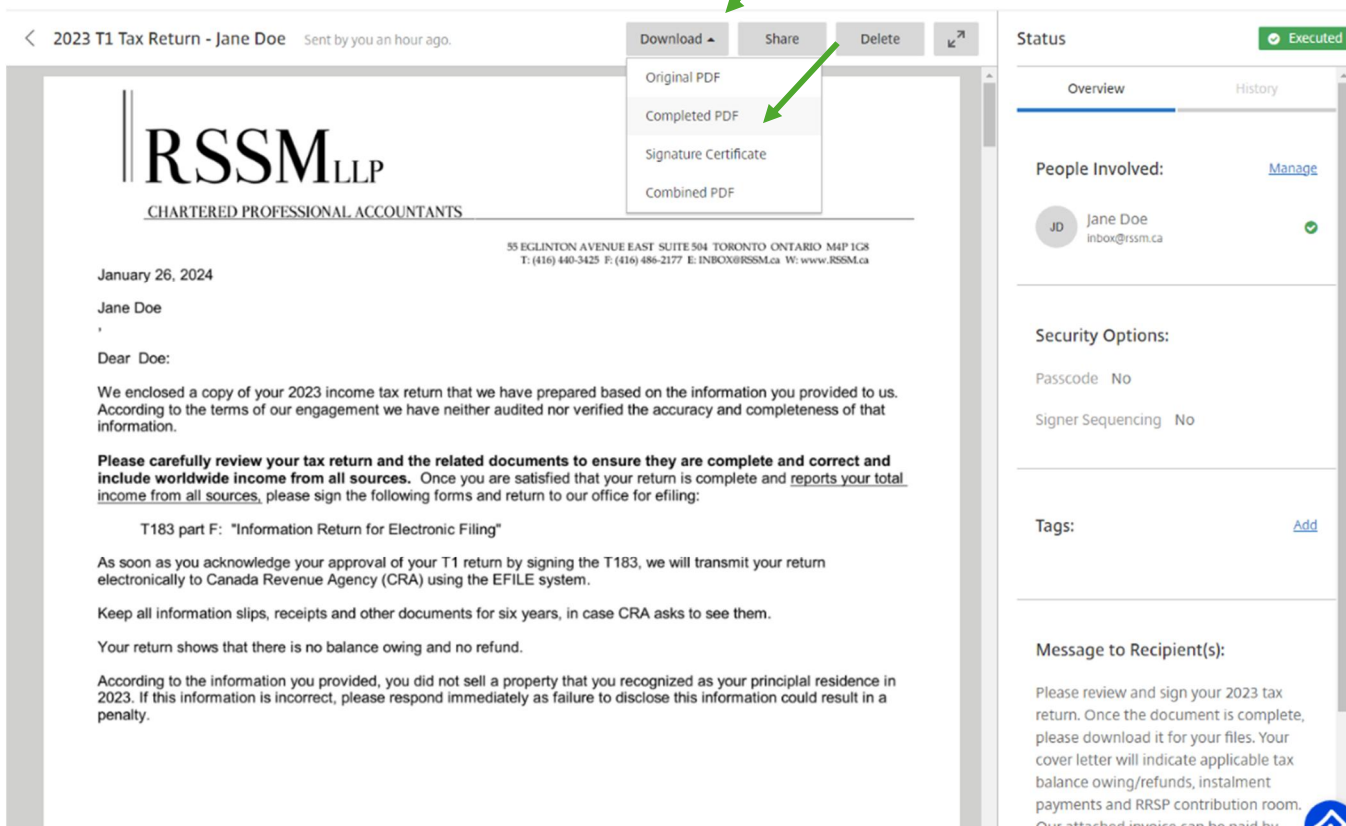 2023 T1 Tax Return - Jane Doe Sent by you an hour ago.
Download
Share
Delete
Original PDF
Completed PDF
Signature Certificate
Combined PDF
RSSM LLP
CHARTERED PROFESSIONAL ACCOUNTANTS
55 EGLINTON AVENUE EAST SUITE 504 TORONTO ONTARIO M4P 1G8
T: (416) 440-3425 F: (416) 486-2177 E: INBOX@RSSM.ca W: www.RSSM.ca
January 26, 2024
Jane Doe
,
Dear Doe:
We enclosed a copy of your 2023 income tax return that we have prepared based on the information you provided to us.
According to the terms of our engagement we have neither audited nor verified the accuracy and completeness of that
information.
Please carefully review your tax return and the related documents to ensure they are complete and correct and
include worldwide income from all sources. Once you are satisfied that your return is complete and reports your total
income from all sources, please sign the following forms and return to our office for efiling:
T183 part F: "Information Return for Electronic Filing"
As soon as you acknowledge your approval of your T1 return by signing the T183, we will transmit your return
electronically to Canada Revenue Agency (CRA) using the EFILE system.
Keep all information slips, receipts and other documents for six years, in case CRA asks to see them.
Your return shows that there is no balance owing and no refund.
According to the information you provided, you did not sell a property that you recognized as your principlal residence in
2023. If this information is incorrect, please respond immediately as failure to disclose this information could result in a
penalty.
Status
Executed
Overview
History
People Involved:
Manage
JD
Jane Doe
inbox@rssm.ca
Security Options:
Passcode No
Signer Sequencing No
Tags:
Add
Message to Recipient(s):
Please review and sign your 2023 tax
return. Once the document is complete,
please download it for your files. Your
cover letter will indicate applicable tax
balance owing/refunds, instalment
payments and RRSP contribution room.
Our attached invoice can be paid by